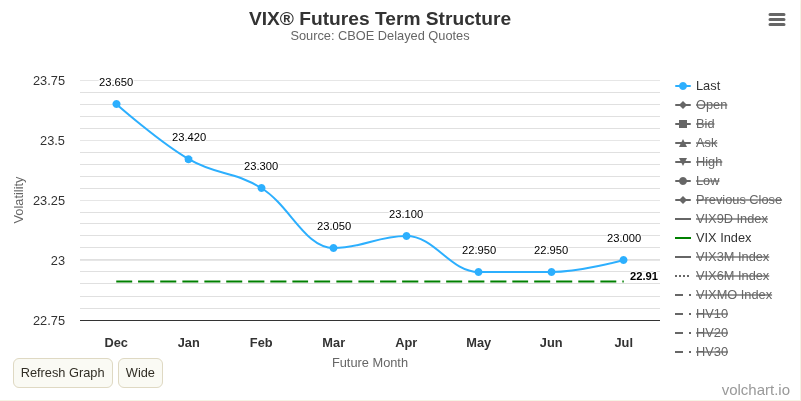 VIX® Futures Term Structure
Source: CBOE Delayed Quotes
Volatility
23.75
23.5
23.25
23
22.75
23.650
23.420
23.300
23.050
23.100
22.950
22.950
23.000
22.91
Dec Jan Feb Mar Apr May Jun Jul
Future Month
Last
Open
Bid
Ask
High
Low
Previous Close
VIX9D Index
VIX Index
VIX3M Index
VIX6M Index
VIXMO Index
HV10
HV20
HV30
Refresh Graph Wide
volchart.io